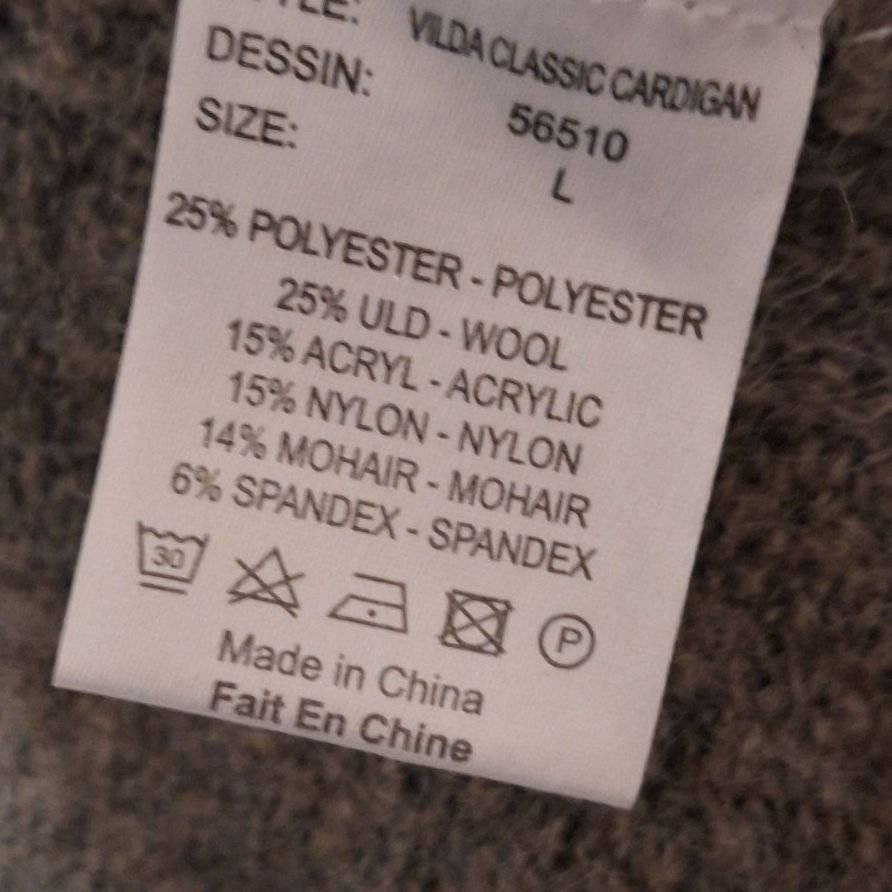 VILDA CLASSIC CARDIGAN
DESSIN: 56510
SIZE: L
25% POLYESTER - POLYESTER
25% ULD - WOOL
15% ACRYL - ACRYLIC
15% NYLON - NYLON
14% MOHAIR - MOHAIR
6% SPANDEX - SPANDEX
30 P
Made in China
Fait En Chine